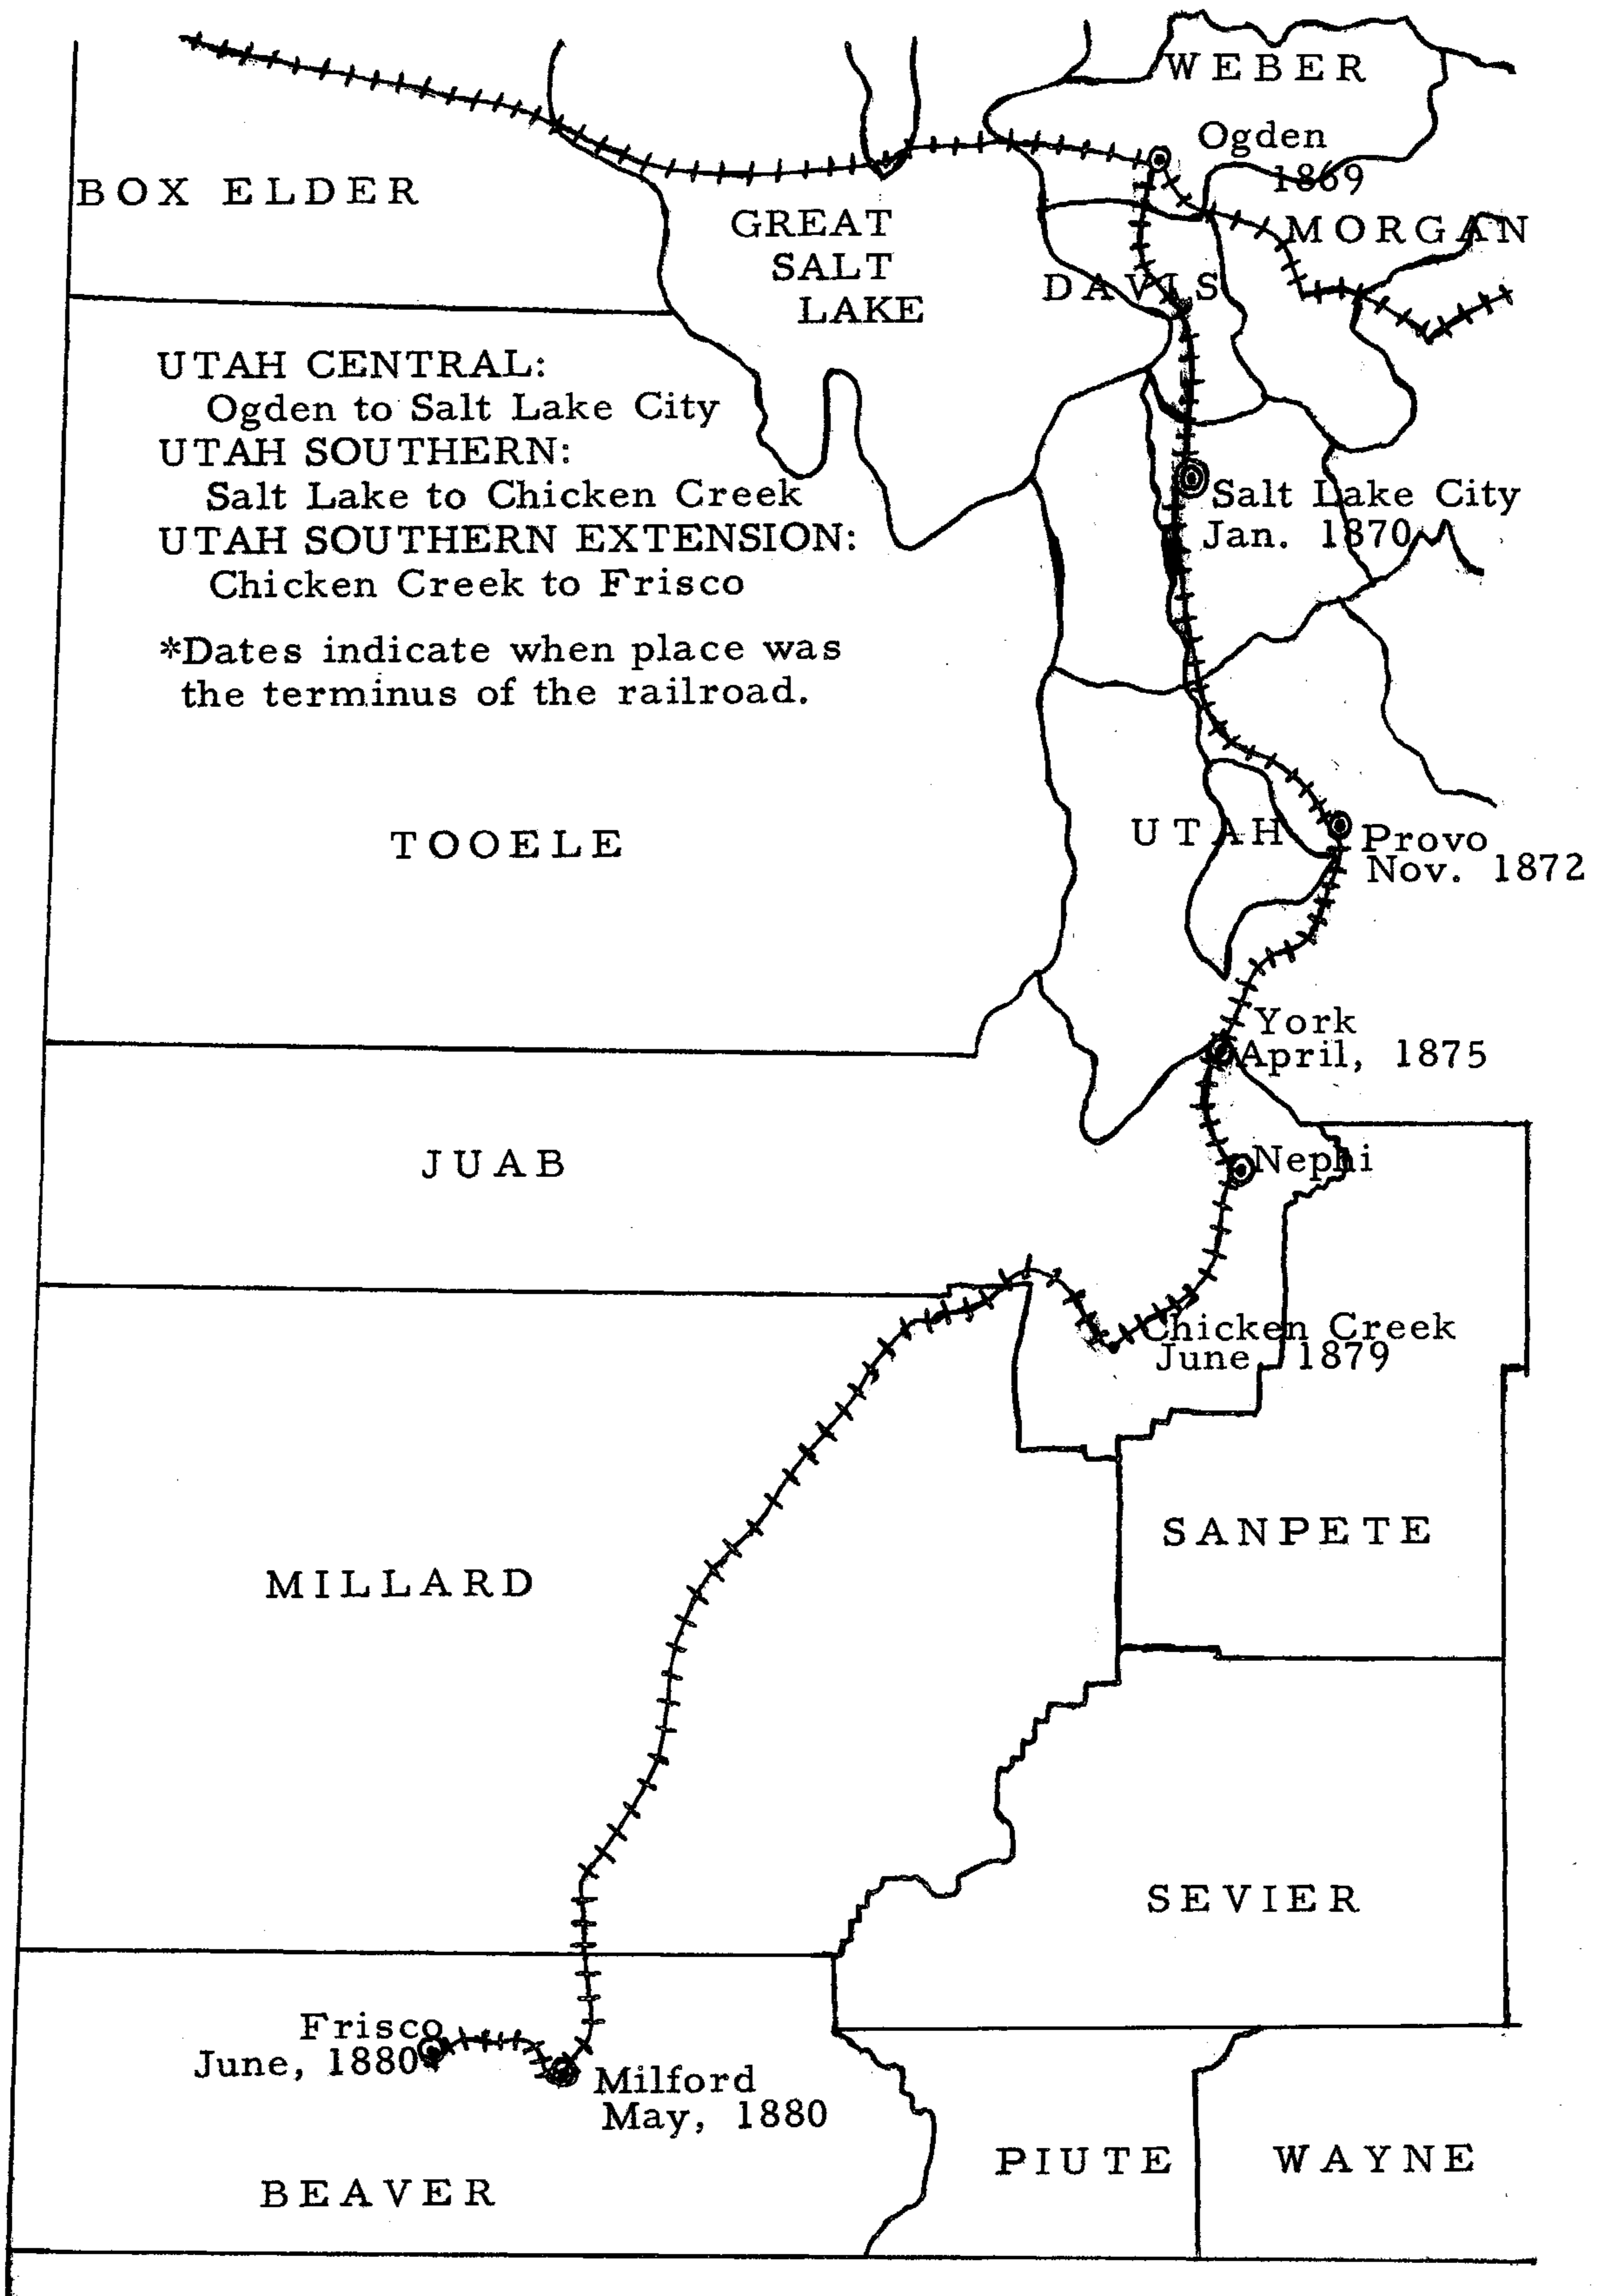 WEBER
Ogden
1869
BOX ELDER
GREAT
SALT
LAKE
MORGAN
DAVIS
UTAH CENTRAL:
Ogden to Salt Lake City
UTAH SOUTHERN:
Salt Lake to Chicken Creek
UTAH SOUTHERN EXTENSION:
Chicken Creek to Frisco
*Dates indicate when place was
the terminus of the railroad.
Salt Lake City
Jan. 1870
TOOELE
UTAH
Provo
Nov. 1872
York
April, 1875
JUAB
Nephi
Chicken Creek
June, 1879
SANPETE
MILLARD
SEVIER
Frisco
June, 1880
Milford
May, 1880
PIUTE
WAYNE
BEAVER